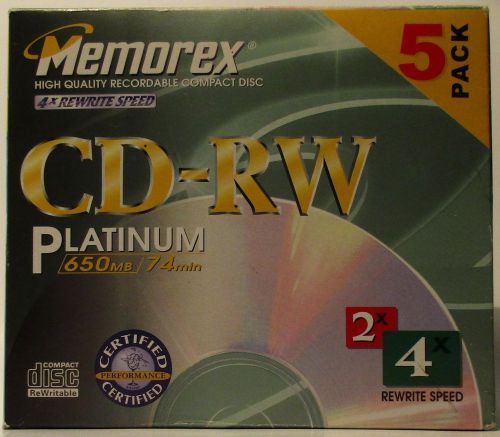 Memorex®
5 PACK
HIGH QUALITY RECORDABLE COMPACT DISC
4X REWRITE SPEED
CD-RW
PLATINUM
650MB / 74min
2x
4x
REWRITE SPEED
COMPACT
disc
ReWritable
CERTIFIED
PERFORMANCE
CERTIFIED